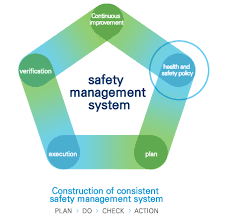 Continuous
improvement
verification
health and
safety policy
safety
management
system
execution
plan
Construction of consistent
safety management system
PLAN > DO > CHECK > ACTION